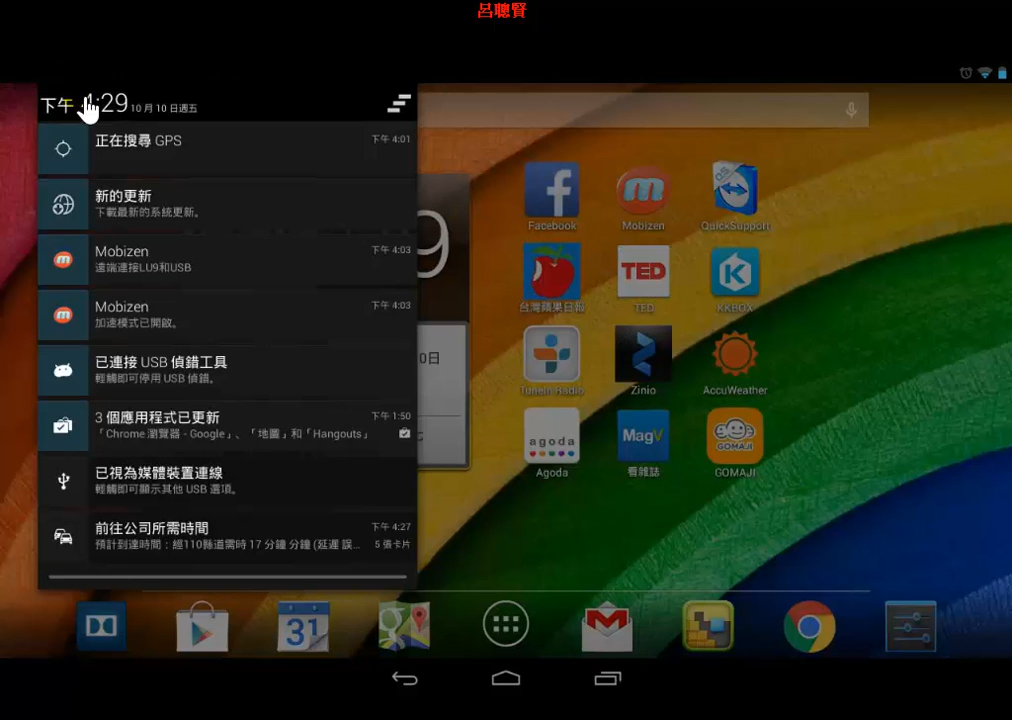 呂聰賢
下午 4:29 10 月 10 日週五
正在搜尋 GPS 下午 4:01
新的更新
下載最新的系統更新。
Mobizen 下午 4:03
遠端連接LU9和USB
Mobizen 下午 4:03
加速模式已開啟。
已連接 USB 偵錯工具
輕觸即可停用 USB 偵錯。
3 個應用程式已更新 下午 1:50
「Chrome 瀏覽器 - Google」、「地圖」和「Hangouts」
已視為媒體裝置連線
輕觸即可顯示其他 USB 選項。
前往公司所需時間 下午 4:27
預計到達時間：經110縣道需時 17 分鐘 分鐘 (延遲 誤... 5 張卡片
9
0日
Facebook Mobizen QuickSupport
TED
台灣蘋果日報 TED KKBOX
TuneIn Radio Zinio AccuWeather
agoda MagV GOMAJI
Agoda 看雜誌 GOMAJI
31